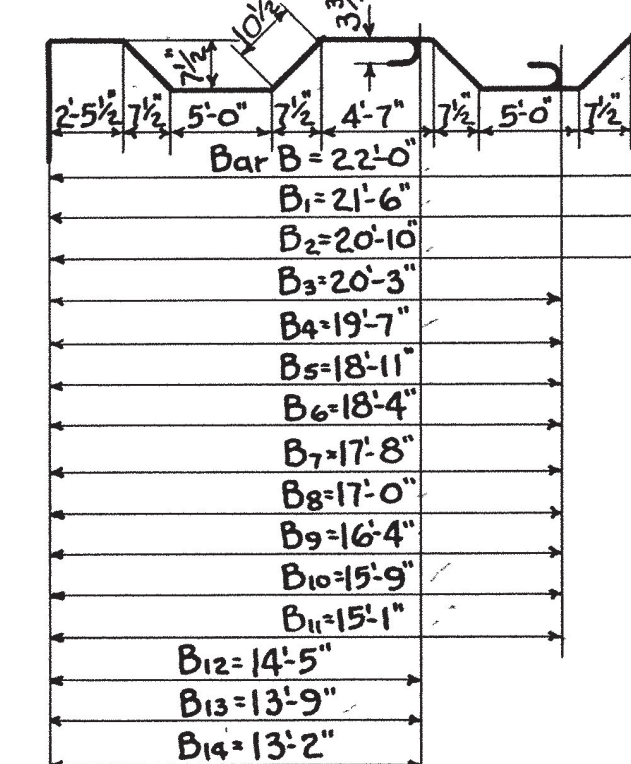 10½" 3¾
7½"
2'-5½" 7½" 5'-0" 7½" 4'-7" 7½" 5'-0" 7½"
Bar B = 22'-0"
B₁=21'-6"
B₂=20'-10"
B₃=20'-3"
B₄=19'-7"
B₅=18'-11"
B₆=18'-4"
B₇=17'-8"
B₈=17'-0"
B₉=16'-4"
B₁₀=15'-9"
B₁₁=15'-1"
B₁₂=14'-5"
B₁₃=13'-9"
B₁₄=13'-2"